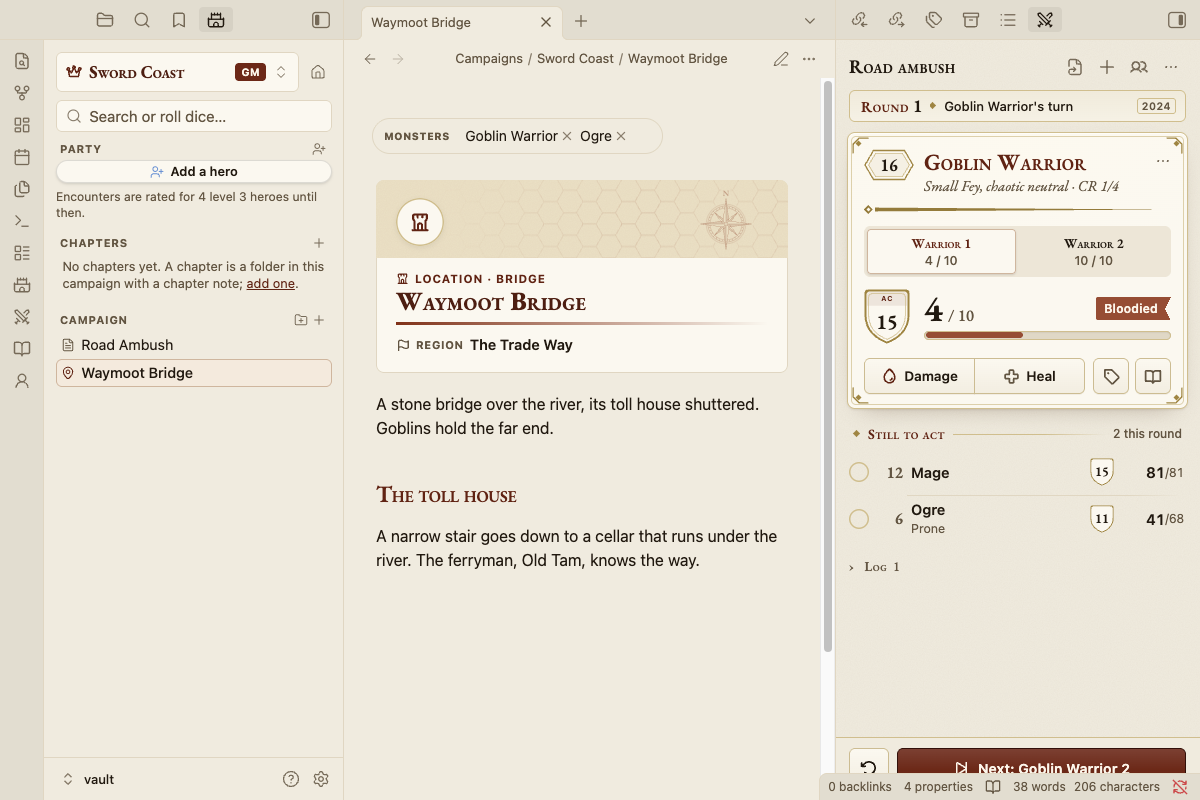 Waymoot Bridge
Sword Coast
GM
Search or roll dice...
PARTY
Add a hero
Encounters are rated for 4 level 3 heroes until
then.
CHAPTERS
No chapters yet. A chapter is a folder in this
campaign with a chapter note; add one.
CAMPAIGN
Road Ambush
Waymoot Bridge
vault
Campaigns / Sword Coast / Waymoot Bridge
MONSTERS Goblin Warrior Ogre
N
LOCATION · BRIDGE
Waymoot Bridge
REGION The Trade Way
A stone bridge over the river, its toll house shuttered.
Goblins hold the far end.
The toll house
A narrow stair goes down to a cellar that runs under the
river. The ferryman, Old Tam, knows the way.
Road ambush
Round 1 Goblin Warrior's turn 2024
16 Goblin Warrior
Small Fey, chaotic neutral · CR 1/4
Warrior 1
4 / 10
Warrior 2
10 / 10
AC
15
4 / 10
Bloodied
Damage Heal
Still to act 2 this round
12 Mage 15 81/81
6 Ogre 11 41/68
Prone
Log 1
Next: Goblin Warrior 2
0 backlinks 4 properties 38 words 206 characters